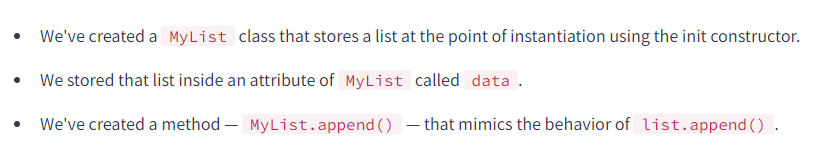 • We've created a MyList class that stores a list at the point of instantiation using the init constructor.
• We stored that list inside an attribute of MyList called data .
• We've created a method — MyList.append() — that mimics the behavior of list.append() .